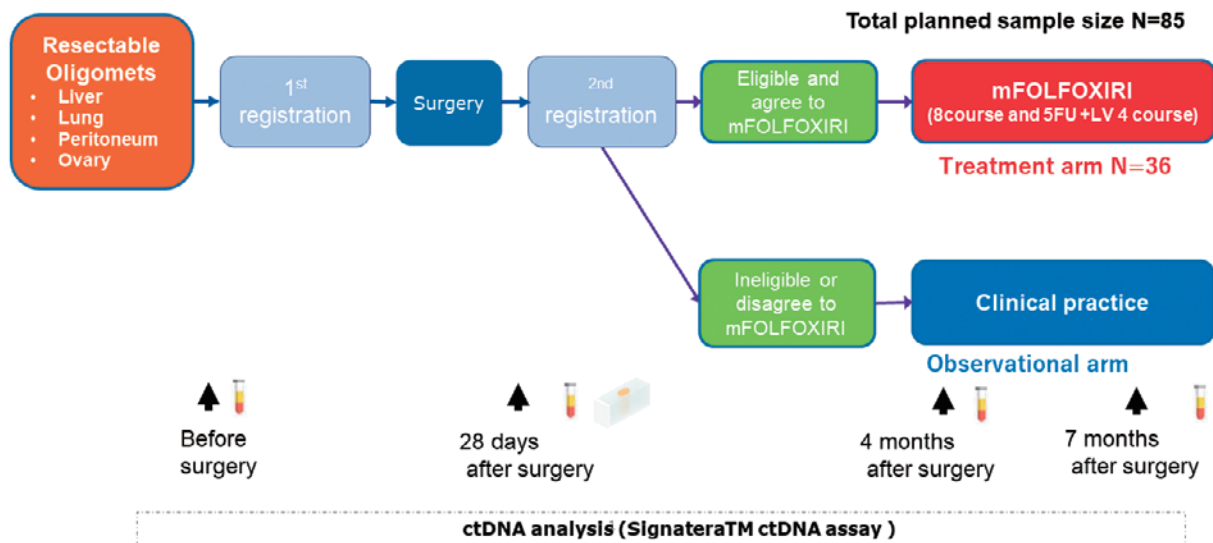 Total planned sample size N=85
Resectable
Oligomets
• Liver
• Lung
• Peritoneum
• Ovary
1st
registration
Surgery
2nd
registration
Eligible and
agree to
mFOLFOXIRI
mFOLFOXIRI
(8course and 5FU+LV 4 course)
Treatment arm N=36
Ineligible or
disagree to
mFOLFOXIRI
Clinical practice
Observational arm
Before
surgery
28 days
after surgery
4 months
after surgery
7 months
after surgery
ctDNA analysis (SignateraTM ctDNA assay )